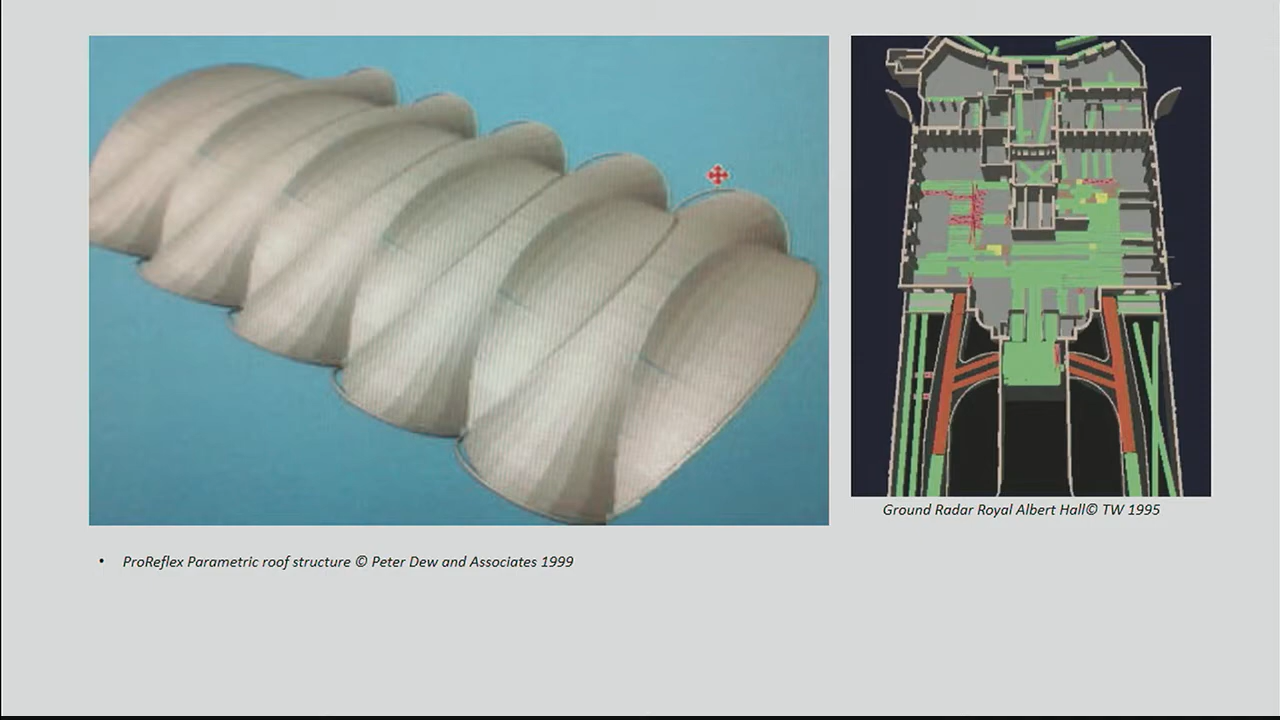 Ground Radar Royal Albert Hall© TW 1995
• ProReflex Parametric roof structure © Peter Dew and Associates 1999